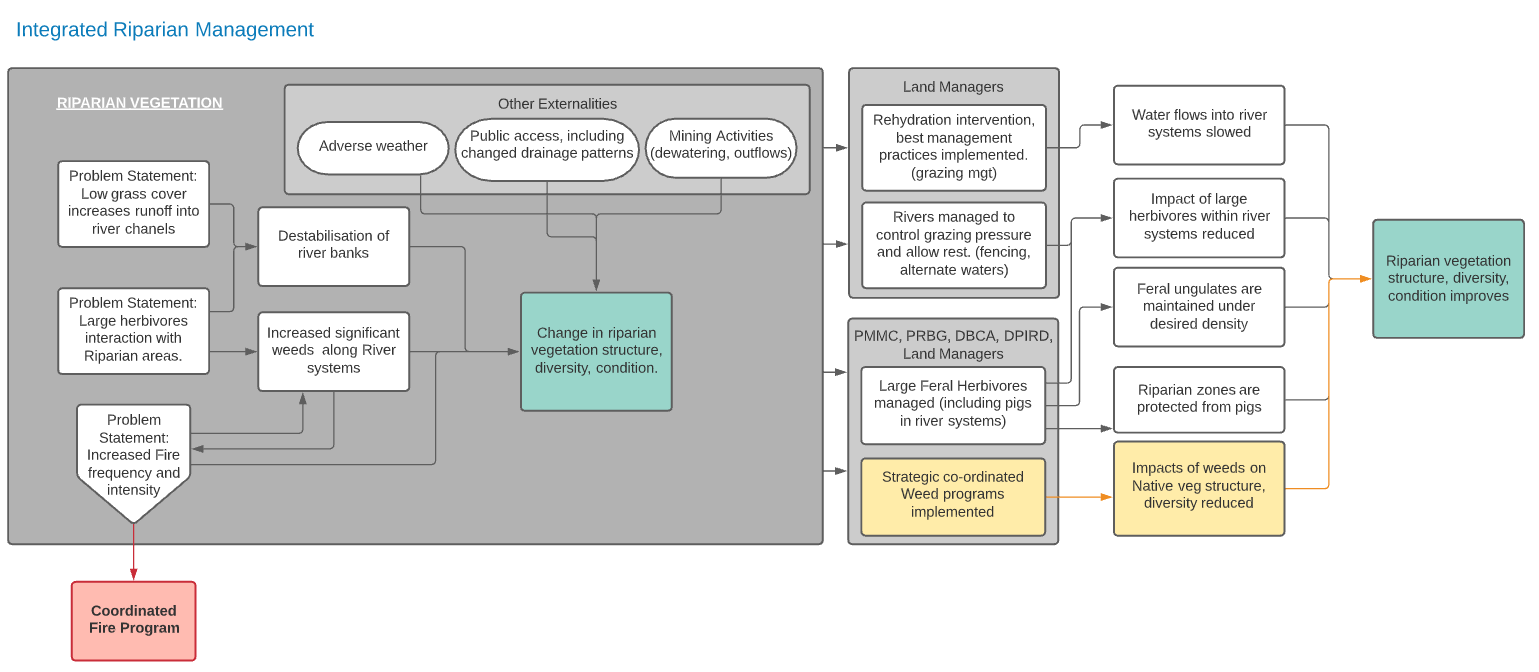 Integrated Riparian Management
RIPARIAN VEGETATION
Other Externalities
Adverse weather
Public access, including
changed drainage patterns
Mining Activities
(dewatering, outflows)
Problem Statement:
Low grass cover
increases runoff into
river chanels
Destabilisation of
river banks
Problem Statement:
Large herbivores
interaction with
Riparian areas.
Increased significant
weeds  along River
systems
Change in riparian
vegetation structure,
diversity, condition.
Problem
Statement:
Increased Fire
frequency and
intensity
Coordinated
Fire Program
Land Managers
Rehydration intervention,
best management
practices implemented.
(grazing mgt)
Rivers managed to
control grazing pressure
and allow rest. (fencing,
alternate waters)
PMMC, PRBG, DBCA, DPIRD,
Land Managers
Large Feral Herbivores
managed (including pigs
in river systems)
Strategic co-ordinated
Weed programs
implemented
Water flows into river
systems slowed
Impact of large
herbivores within river
systems reduced
Feral ungulates are
maintained under
desired density
Riparian zones are
protected from pigs
Impacts of weeds on
Native veg structure,
diversity reduced
Riparian vegetation
structure, diversity,
condition improves